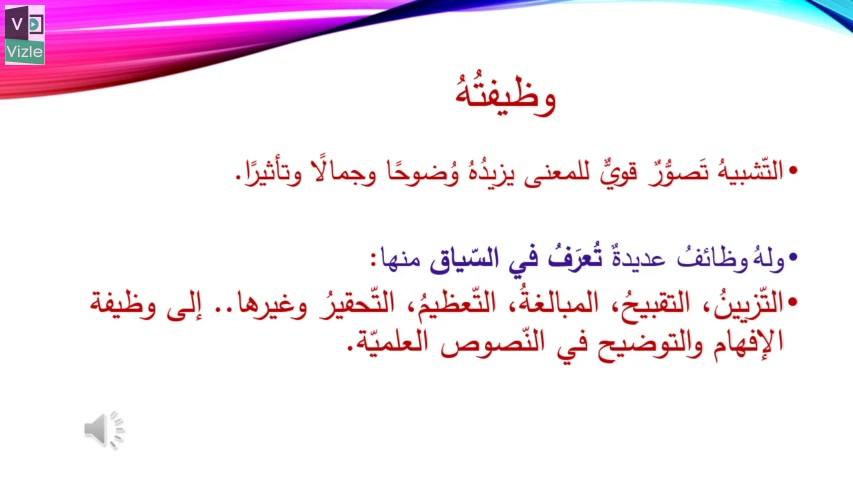 V
Vizle
وظيفتُهُ
•التّشبيهُ تَصوُّرٌ قويٌّ للمعنى يزيدُهُ وُضوحًا وجمالًا وتأثيرًا.
•ولهُ وظائفُ عديدةٌ تُعرَفُ في السّياق منها:
•التّزيينُ، التقبيحُ، المبالغةُ، التّعظيمُ، التّحقيرُ وغيرها.. إلى وظيفة
الإفهام والتوضيح في النّصوص العلميّة.